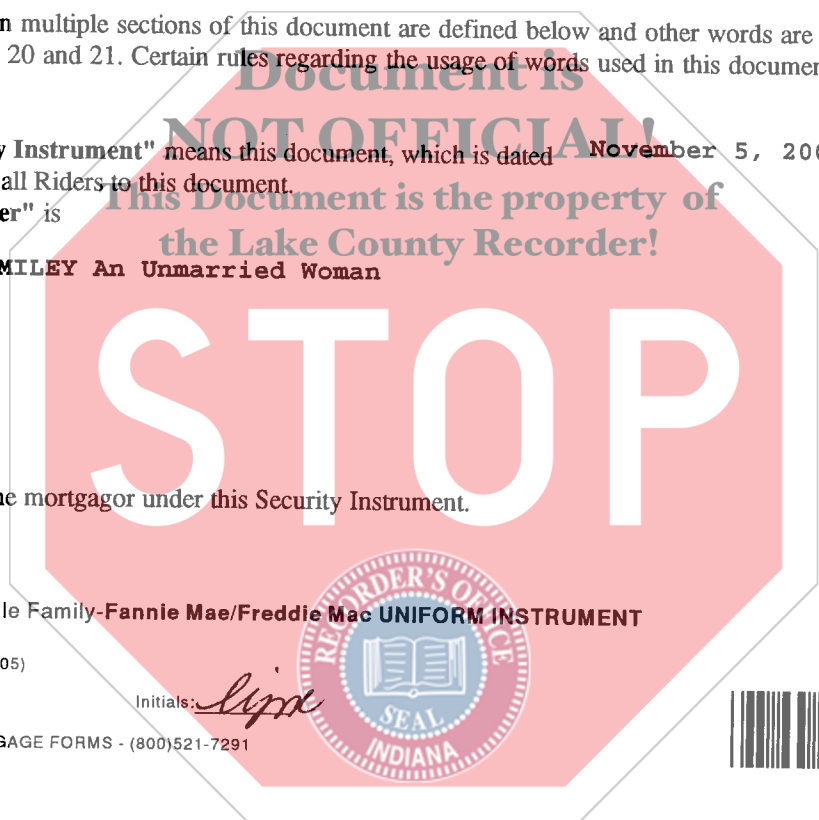 n multiple sections of this document are defined below and other words are
20 and 21. Certain rules regarding the usage of words used in this documen
Document is
NOT OFFICIAL!
y Instrument" means this document, which is dated November 5, 200
all Riders to this document.
This Document is the property of
er" is
the Lake County Recorder!
MILEY An Unmarried Woman
STOP
e mortgagor under this Security Instrument.
le Family-Fannie Mae/Freddie Mac UNIFORM INSTRUMENT
RECORDER'S OFFICE
05)
Initials:
SEAL
INDIANA
GAGE FORMS - (800)521-7291